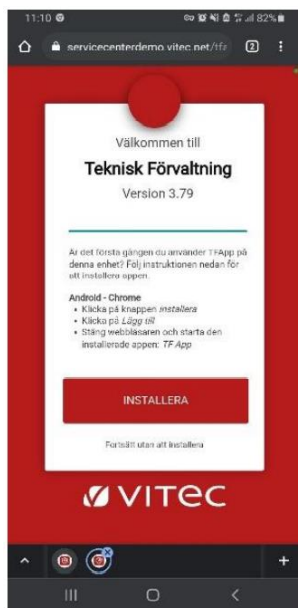 11:10
82%
servicecenterdemo.vitec.net/tfa
2
Välkommen till
Teknisk Förvaltning
Version 3.79
Är det första gången du använder TFApp på
denna enhet? Följ instruktionen nedan för
att installera appen.
Android - Chrome
• Klicka på knappen installera
• Klicka på Lägg till
• Stäng webbläsaren och starta den
installerade appen: TF App
INSTALLERA
Fortsätt utan att installera
VITEC